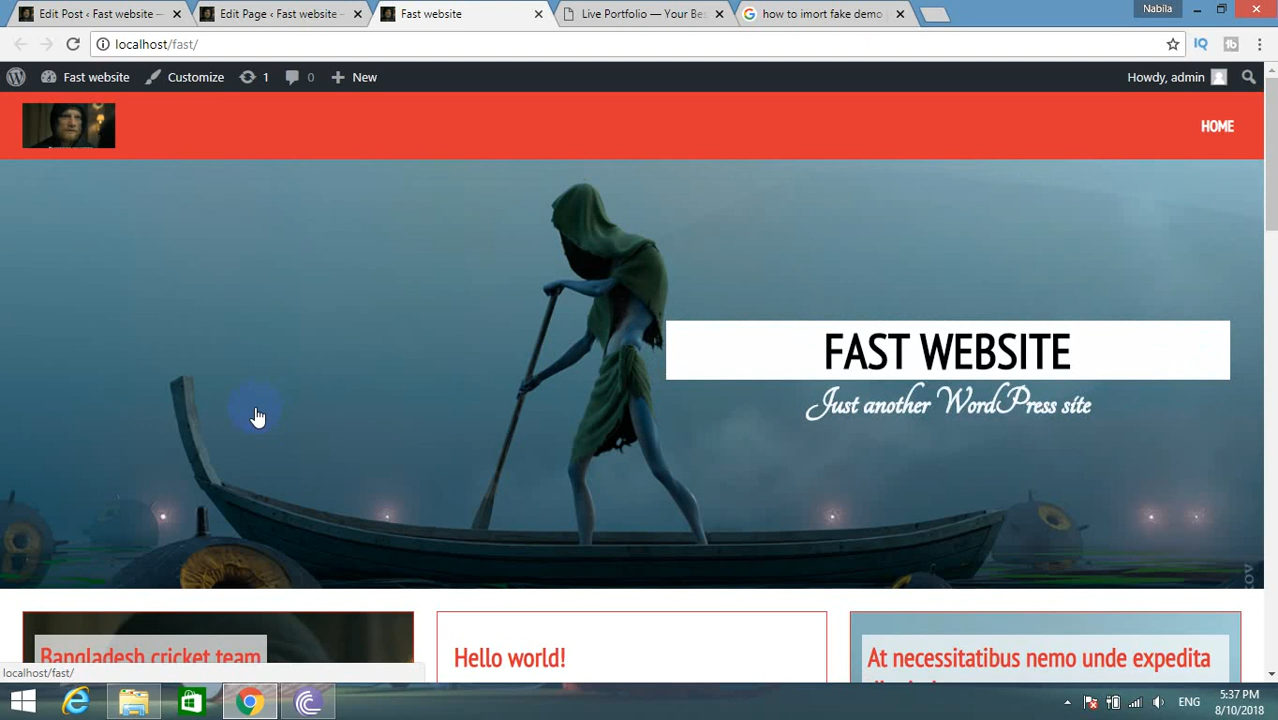 Edit Post ‹ Fast website —
Edit Page ‹ Fast website –
Fast website
Live Portfolio — Your Bes
how to imort fake demo
Nabila
localhost/fast/
Fast website
Customize
1
0
New
Howdy, admin
HOME
FAST WEBSITE
Just another WordPress site
Bangladesh cricket team
Hello world!
At necessitatibus nemo unde expedita
localhost/fast/
ENG
5:37 PM
8/10/2018